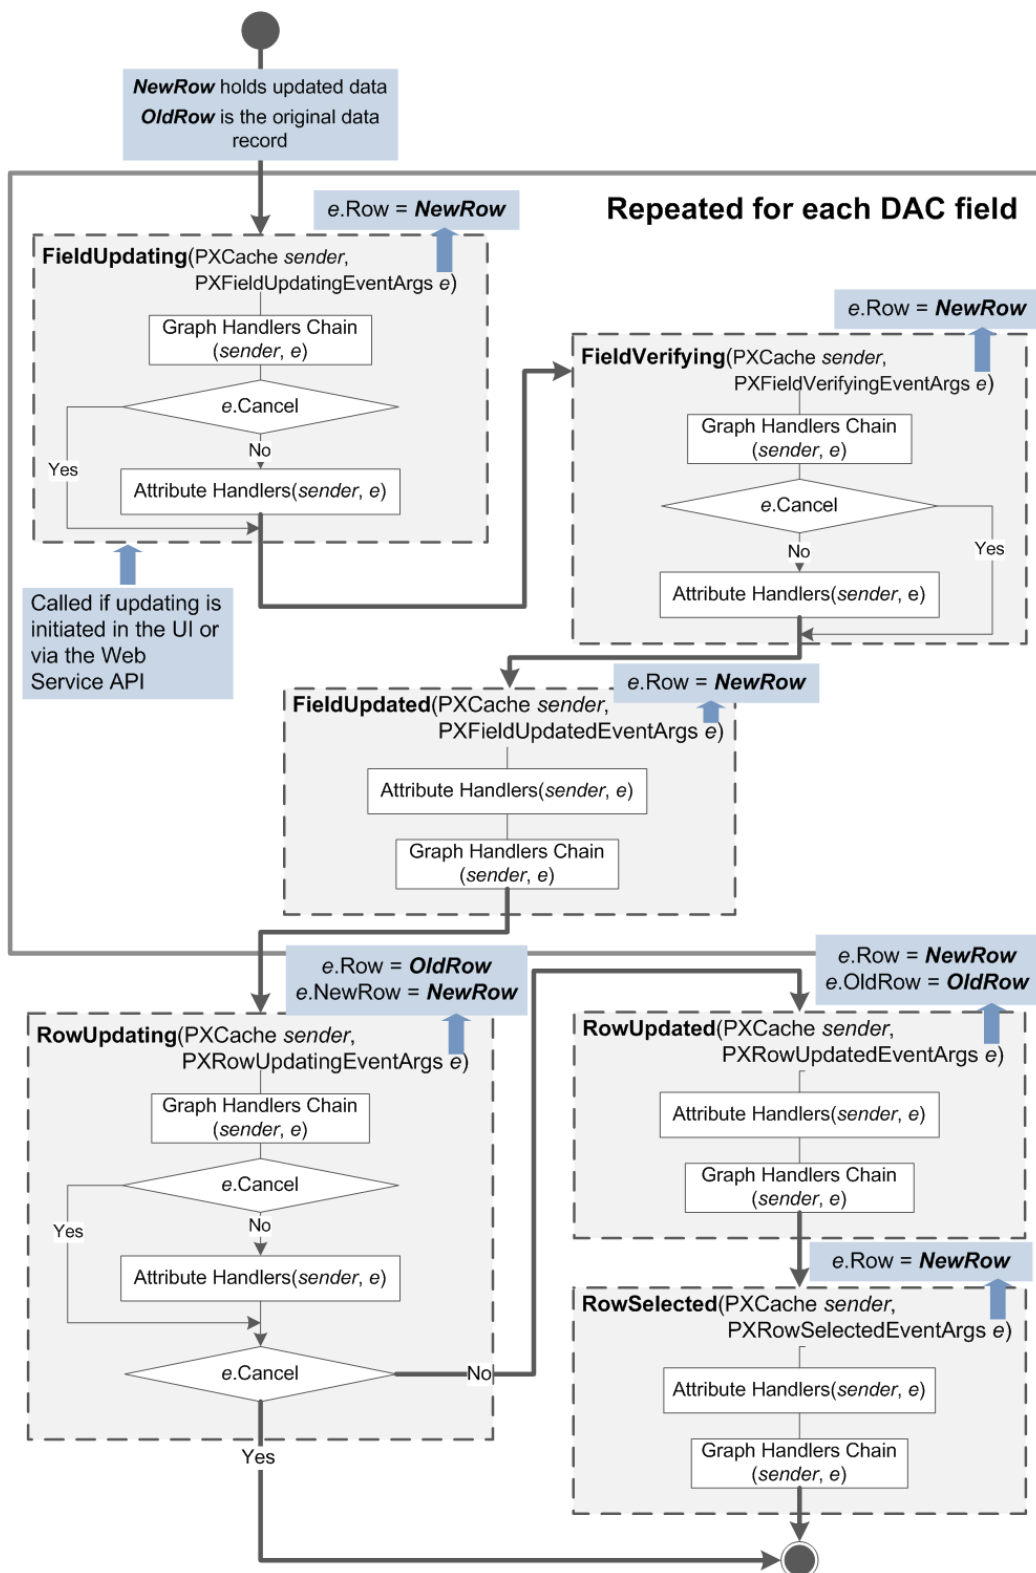 NewRow holds updated data
OldRow is the original data
record
Repeated for each DAC field
e.Row = NewRow
FieldUpdating(PXCache sender,
PXFieldUpdatingEventArgs e)
Graph Handlers Chain
(sender, e)
e.Cancel
Yes
No
Attribute Handlers(sender, e)
Called if updating is
initiated in the UI or
via the Web
Service API
e.Row = NewRow
FieldVerifying(PXCache sender,
PXFieldVerifyingEventArgs e)
Graph Handlers Chain
(sender, e)
e.Cancel
No
Yes
Attribute Handlers(sender, e)
e.Row = NewRow
FieldUpdated(PXCache sender,
PXFieldUpdatedEventArgs e)
Attribute Handlers(sender, e)
Graph Handlers Chain
(sender, e)
e.Row = OldRow
e.NewRow = NewRow
RowUpdating(PXCache sender,
PXRowUpdatingEventArgs e)
Graph Handlers Chain
(sender, e)
e.Cancel
Yes
No
Attribute Handlers(sender, e)
e.Cancel
No
Yes
e.Row = NewRow
e.OldRow = OldRow
RowUpdated(PXCache sender,
PXRowUpdatedEventArgs e)
Attribute Handlers(sender, e)
Graph Handlers Chain
(sender, e)
e.Row = NewRow
RowSelected(PXCache sender,
PXRowSelectedEventArgs e)
Attribute Handlers(sender, e)
Graph Handlers Chain
(sender, e)